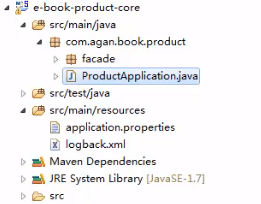 e-book-product-core
src/main/java
com.agan.book.product
facade
ProductApplication.java
src/test/java
src/main/resources
application.properties
logback.xml
Maven Dependencies
JRE System Library [JavaSE-1.7]
src